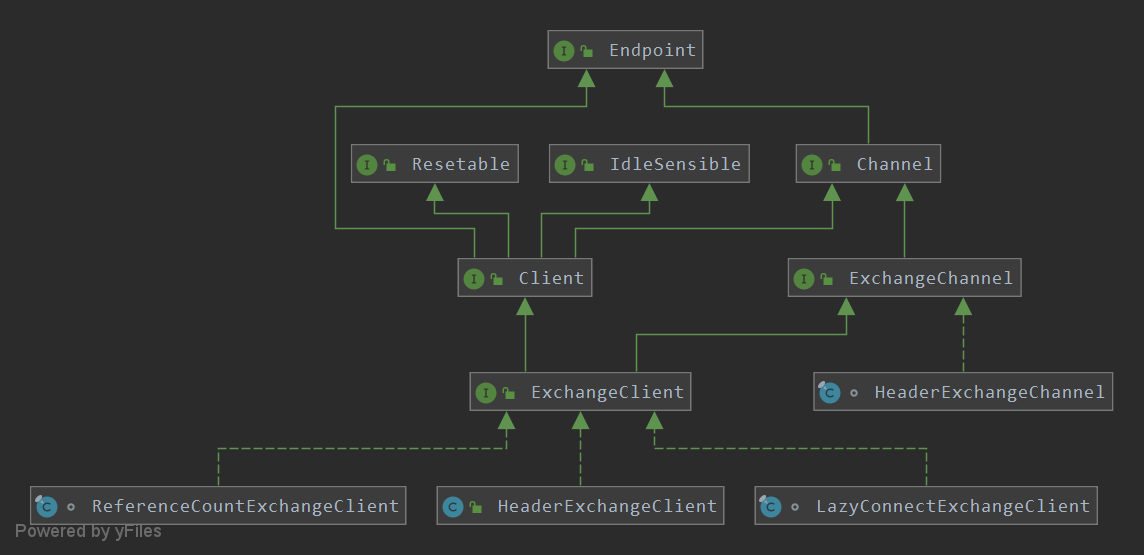 Endpoint
Resetable
IdleSensible
Channel
Client
ExchangeChannel
ExchangeClient
HeaderExchangeChannel
ReferenceCountExchangeClient
HeaderExchangeClient
LazyConnectExchangeClient
Powered by yFiles